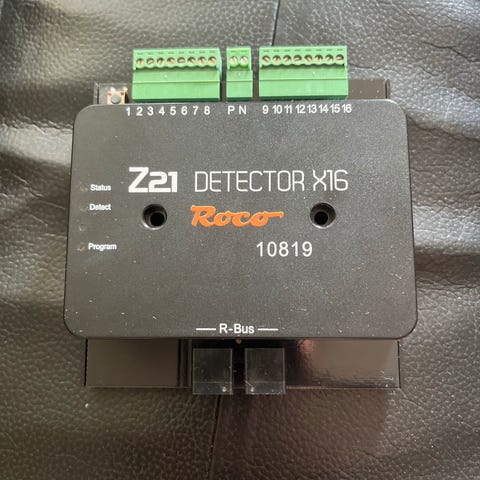 1 2 3 4 5 6 7 8 P N 9 10 11 12 13 14 15 16
Status
Z21 DETECTOR X16
Detect
Roco
Program
10819
R-Bus